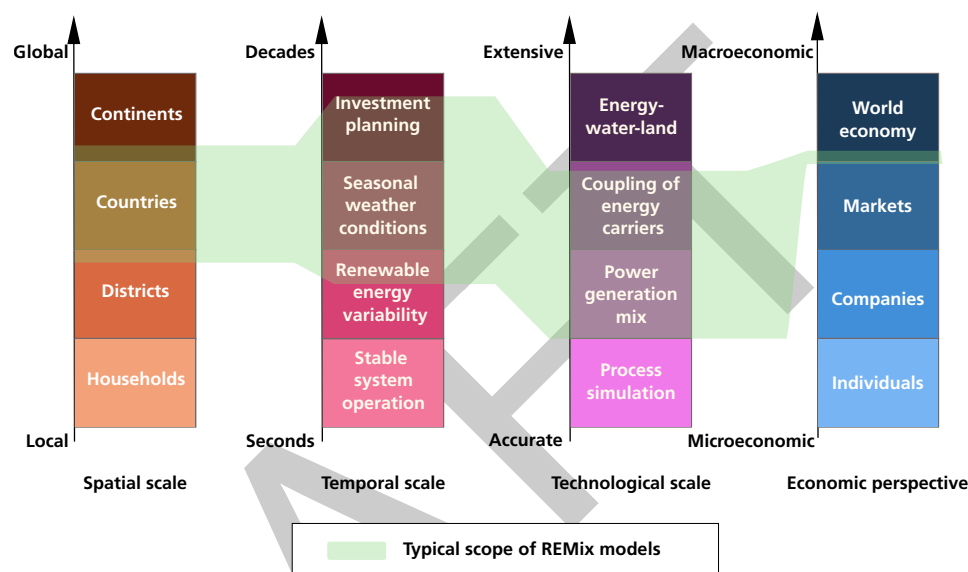 Global
Decades
Extensive
Macroeconomic
Continents
Investment
planning
Energy-
water-land
World
economy
Countries
Seasonal
weather
conditions
Coupling of
energy
carriers
Markets
Districts
Renewable
energy
variability
Power
generation
mix
Companies
Households
Stable
system
operation
Process
simulation
Individuals
Local
Seconds
Accurate
Microeconomic
Spatial scale
Temporal scale
Technological scale
Economic perspective
Typical scope of REMix models